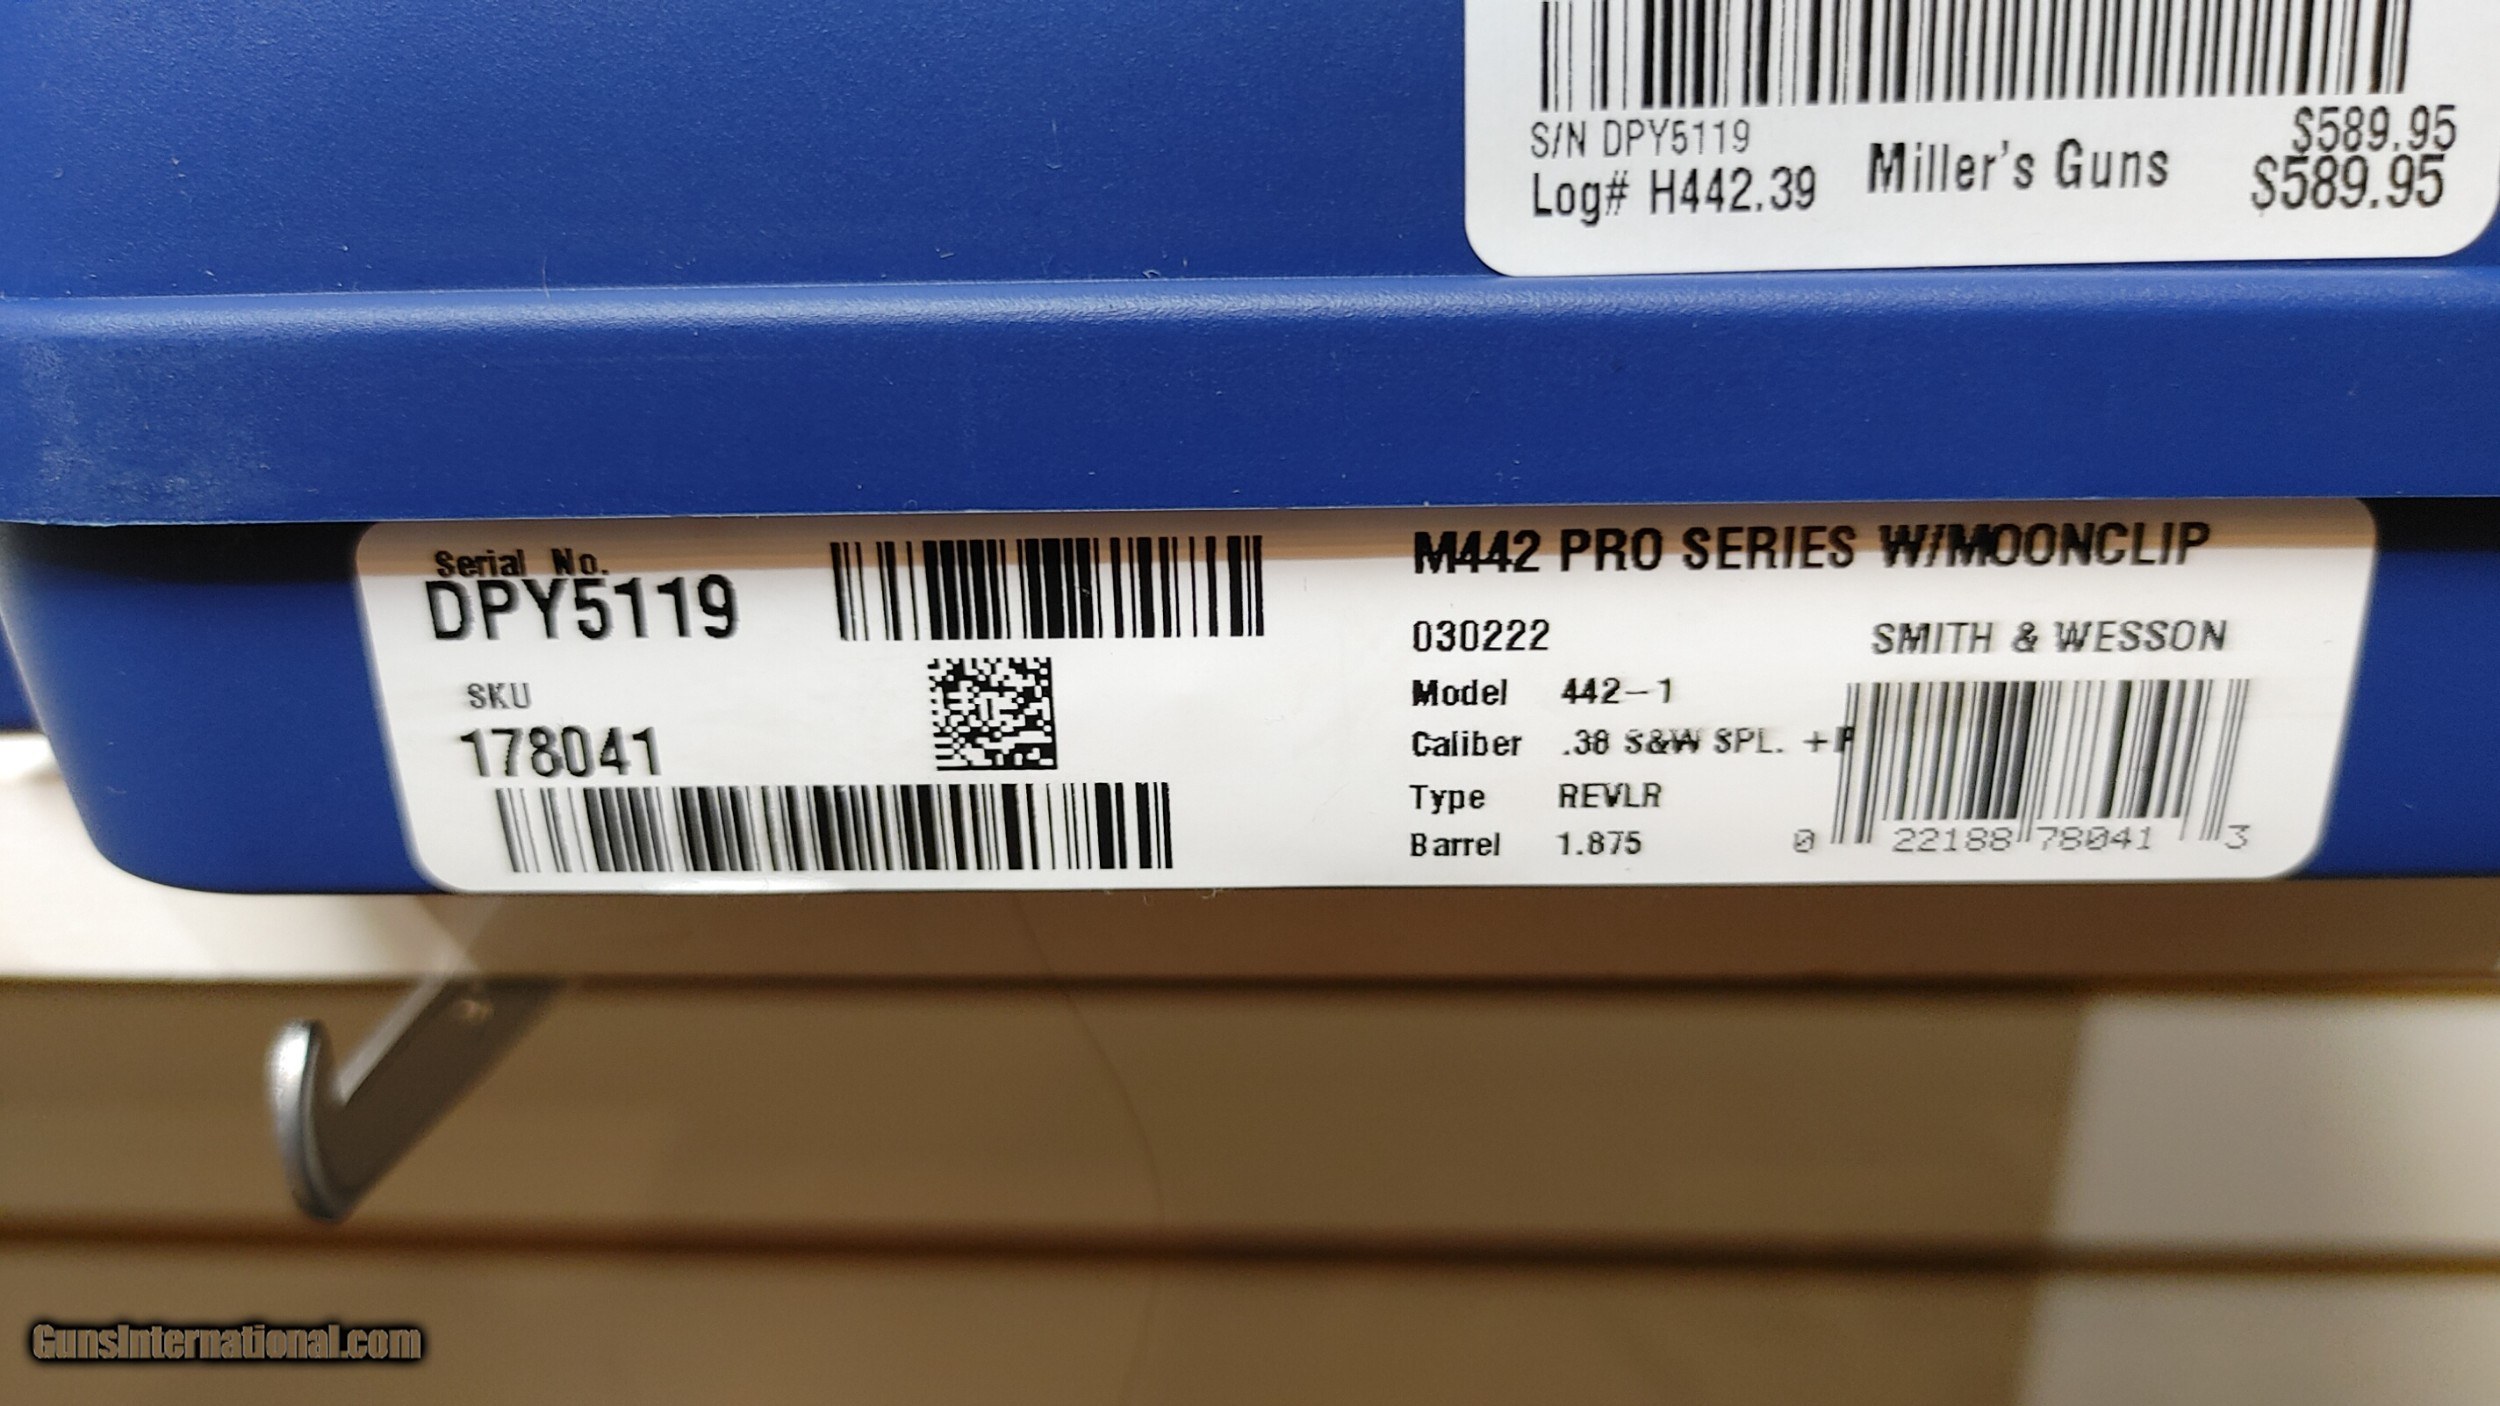 S/N DPY5119
Log# H442.39
Miller's Guns
$589.95
$589.95
Serial No.
DPY5119
SKU
178041
M442 PRO SERIES W/MOONCLIP
030222
SMITH & WESSON
Model 442-1
Caliber .38 S&W SPL. +P
Type REVLR
Barrel 1.875
0 22188 78041 3
GunsInternational.com